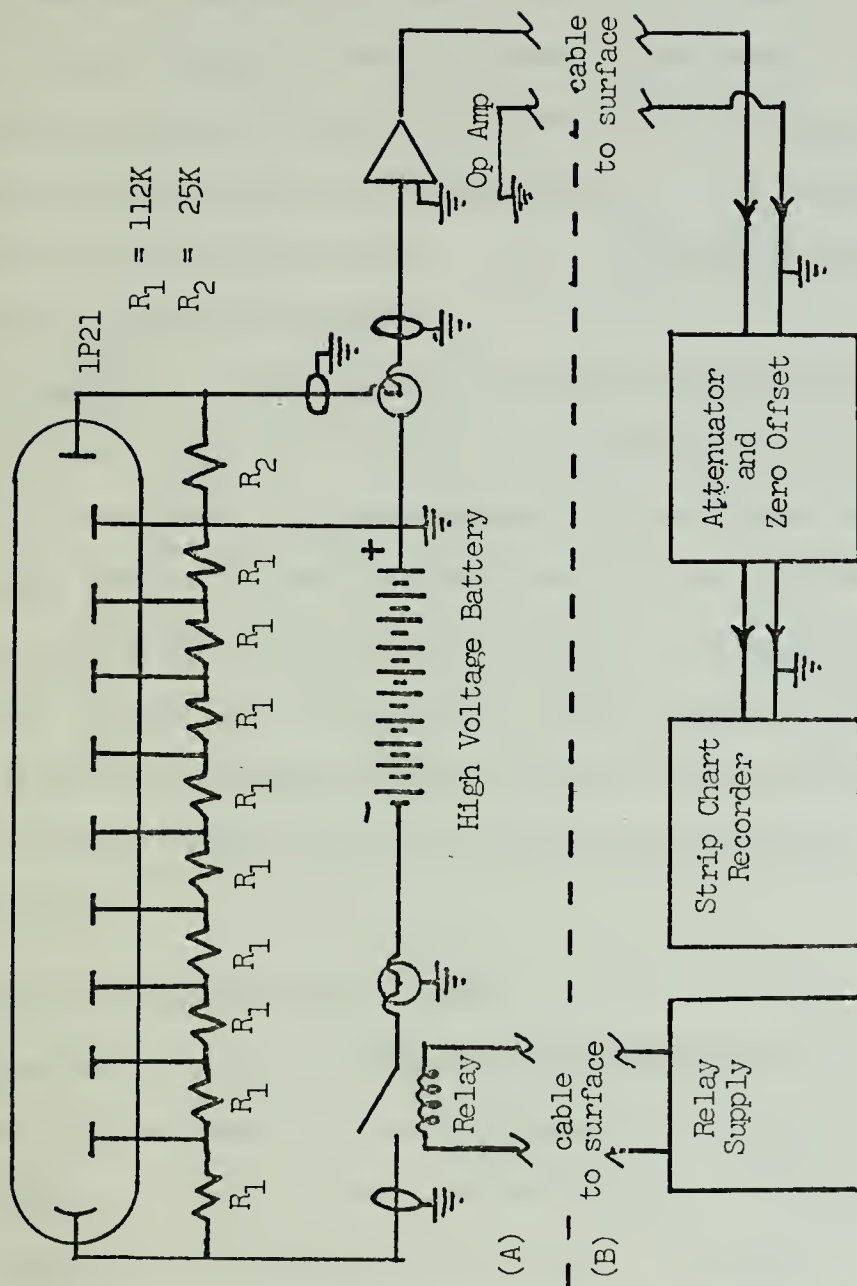 1P21
R₁ = 112K
R₂ = 25K
R₁ R₁ R₁ R₁ R₁ R₁ R₁ R₁ R₁ R₂
- +
High Voltage Battery
Relay
Op Amp
(A)
cable
to surface
cable
to surface
(B)
Relay
Supply
Strip Chart
Recorder
Attenuator
and
Zero Offset